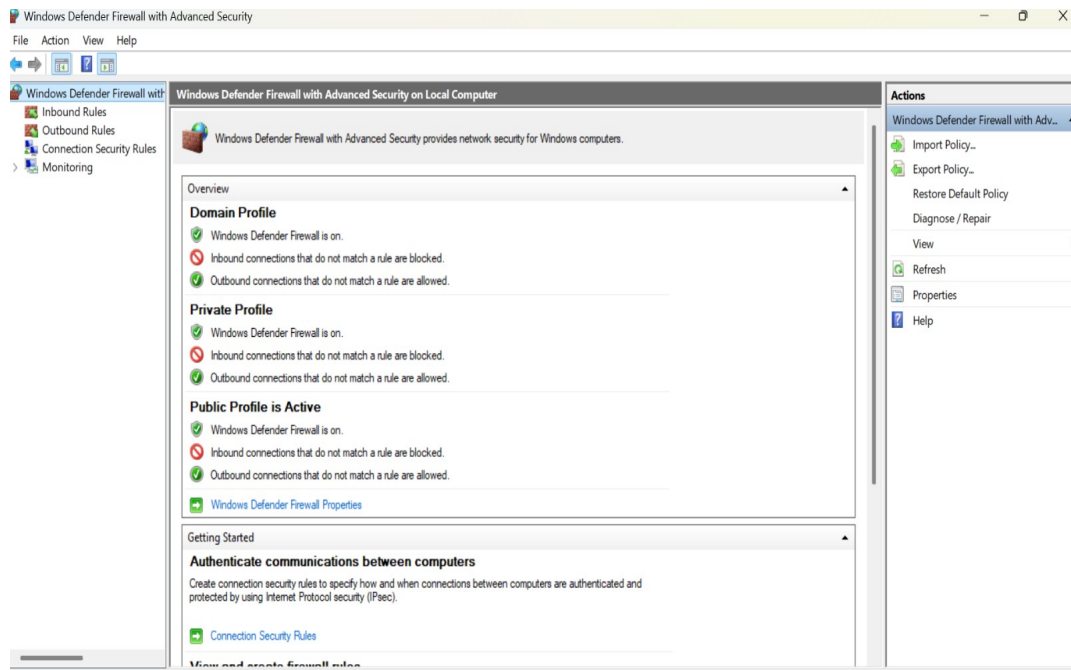 Windows Defender Firewall with Advanced Security
File Action View Help
Windows Defender Firewall with
Inbound Rules
Outbound Rules
Connection Security Rules
Monitoring
Windows Defender Firewall with Advanced Security on Local Computer
Windows Defender Firewall with Advanced Security provides network security for Windows computers.
Overview
Domain Profile
Windows Defender Firewall is on.
Inbound connections that do not match a rule are blocked.
Outbound connections that do not match a rule are allowed.
Private Profile
Windows Defender Firewall is on.
Inbound connections that do not match a rule are blocked.
Outbound connections that do not match a rule are allowed.
Public Profile is Active
Windows Defender Firewall is on.
Inbound connections that do not match a rule are blocked.
Outbound connections that do not match a rule are allowed.
Windows Defender Firewall Properties
Getting Started
Authenticate communications between computers
Create connection security rules to specify how and when connections between computers are authenticated and
protected by using Internet Protocol security (IPsec).
Connection Security Rules
View and create firewall rules
Actions
Windows Defender Firewall with Adv...
Import Policy...
Export Policy...
Restore Default Policy
Diagnose / Repair
View
Refresh
Properties
Help